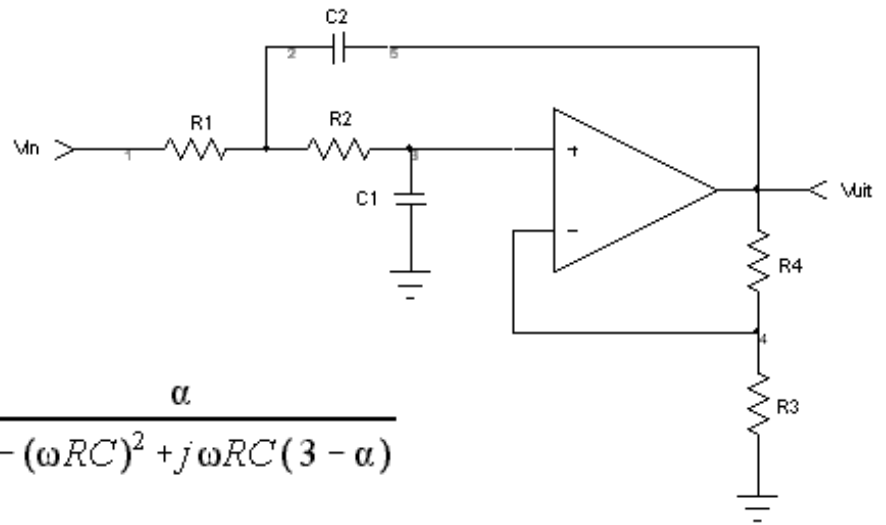 C2
2
5
R1
R2
VIn
1
3
+
C1
-
Vuit
R4
4
R3
α
- (ωRC)² + jωRC(3 - α)